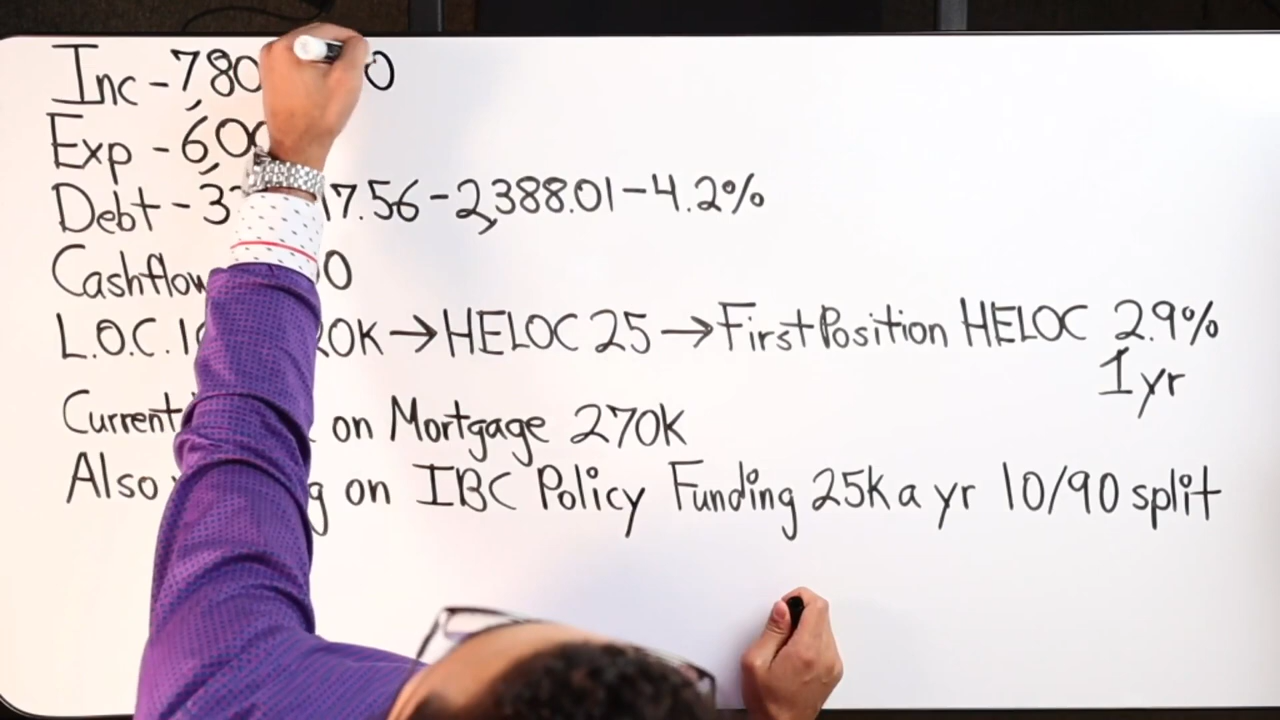 Inc - 780 0
Exp - 6,00
Debt - 3 7.56 - 2,388.01 - 4.2%
Cashflow 0
L.O.C. 1 0K → HELOC 25 → First Position HELOC 2.9%
1 yr
Current on Mortgage 270K
Also on IBC Policy Funding 25k a yr 10/90 split